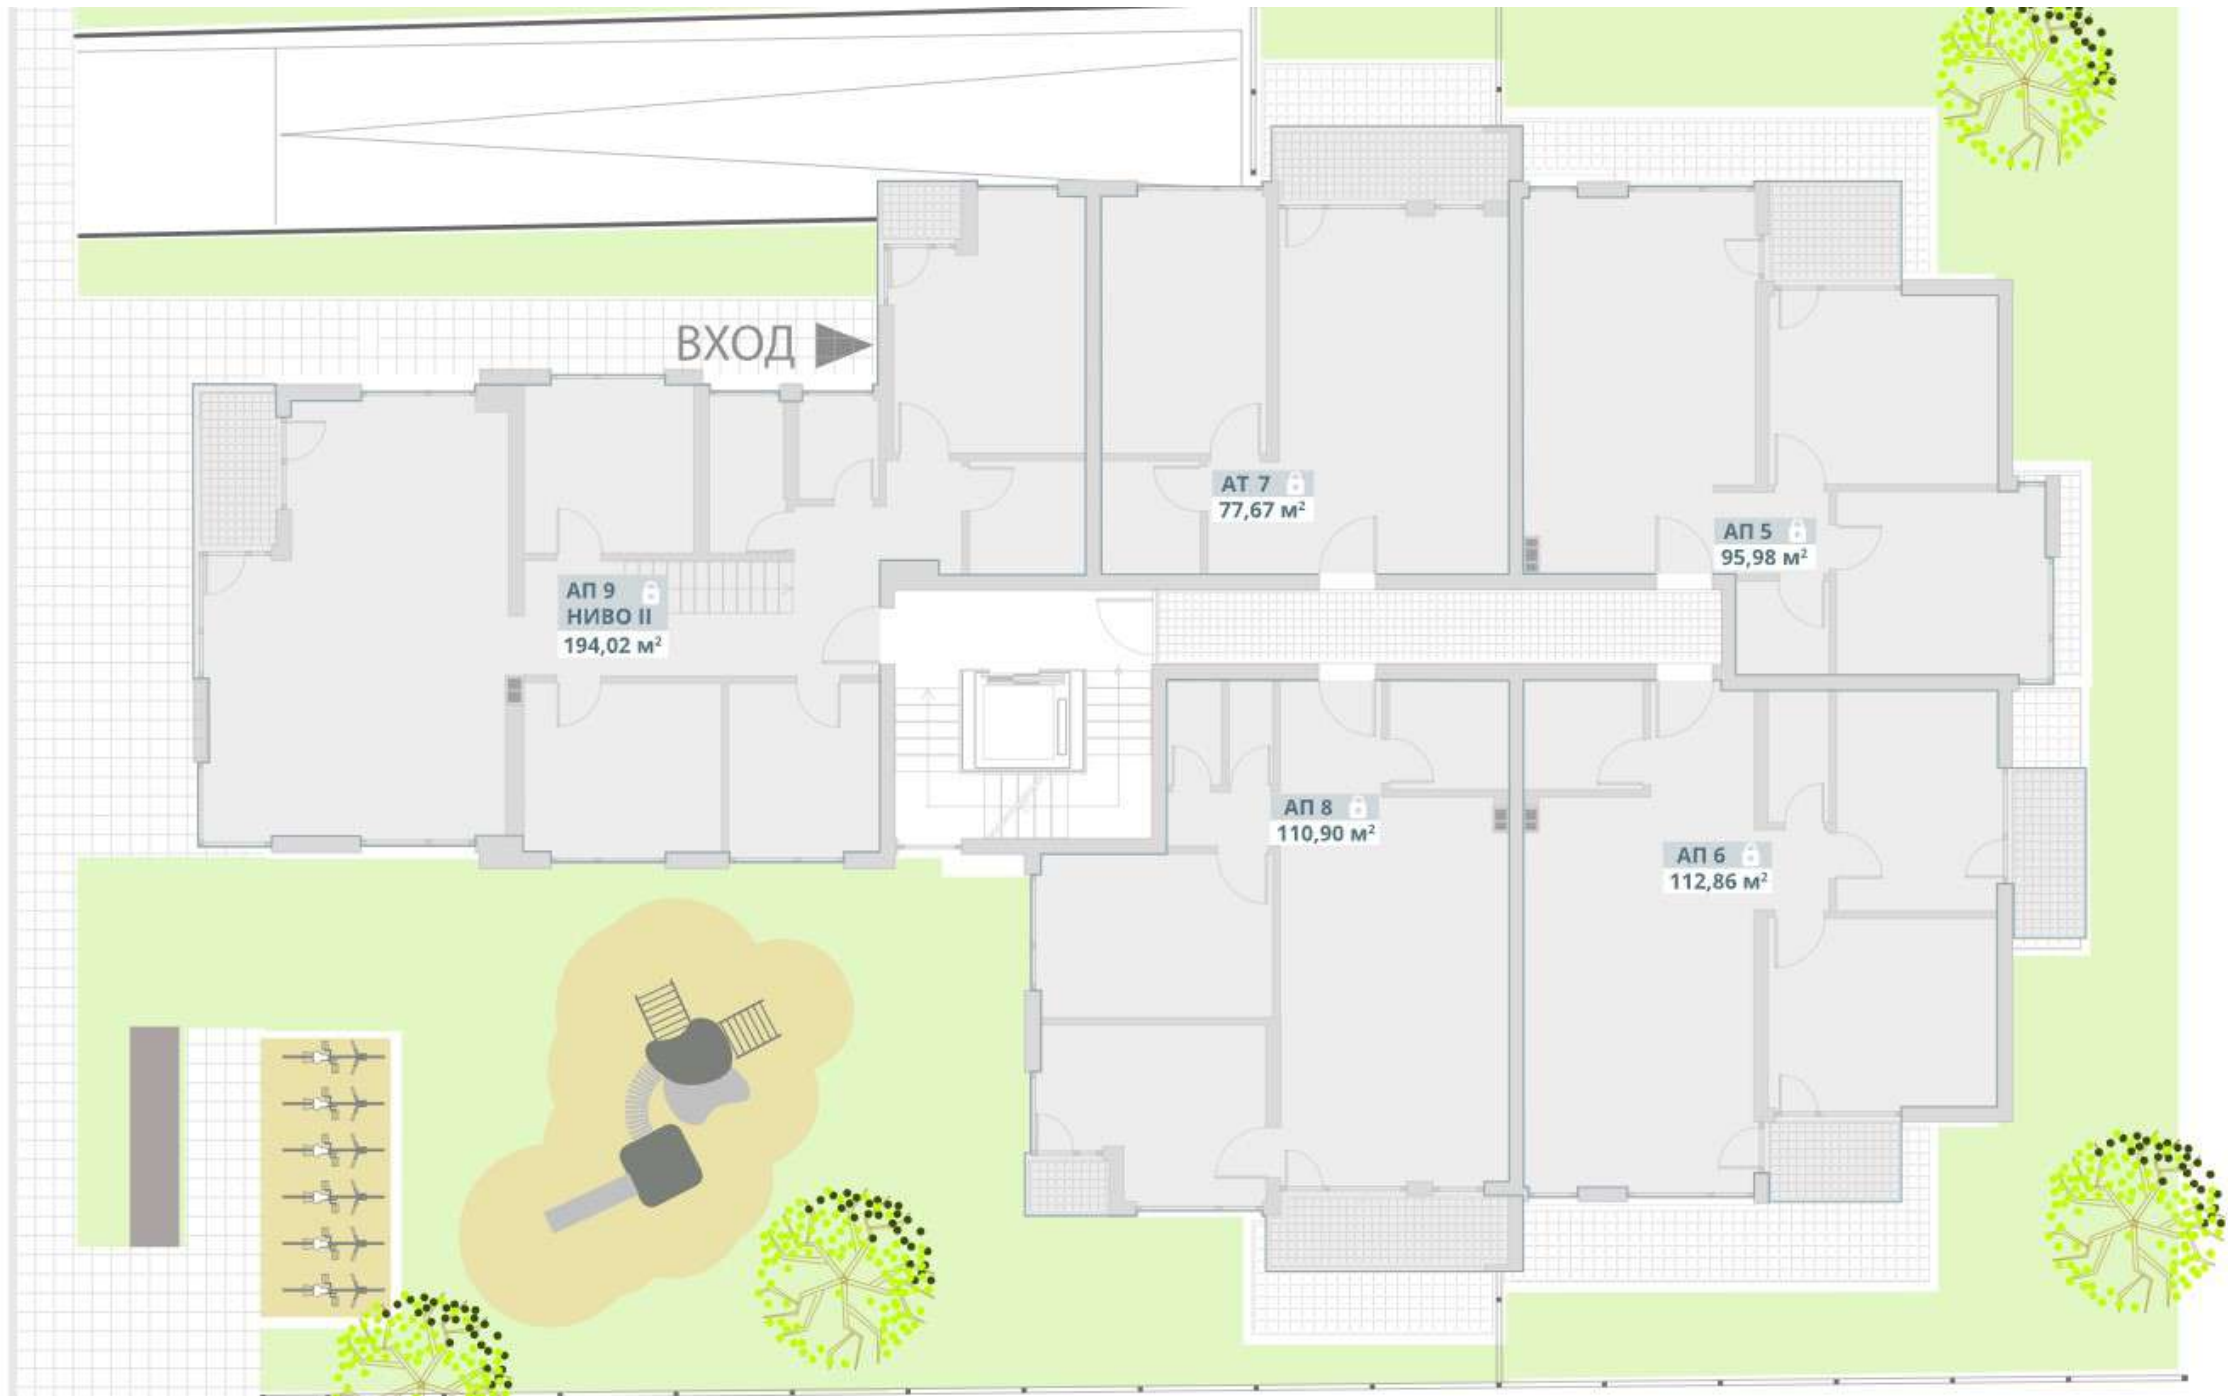 ВХОД
АТ 7
77,67 м²
АП 5
95,98 м²
АП 9
НИВО II
194,02 м²
АП 8
110,90 м²
АП 6
112,86 м²